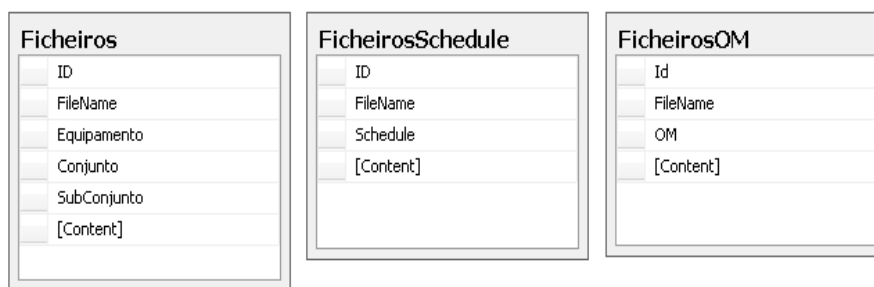 Ficheiros
ID
FileName
Equipamento
Conjunto
SubConjunto
[Content]
FicheirosSchedule
ID
FileName
Schedule
[Content]
FicheirosOM
Id
FileName
OM
[Content]